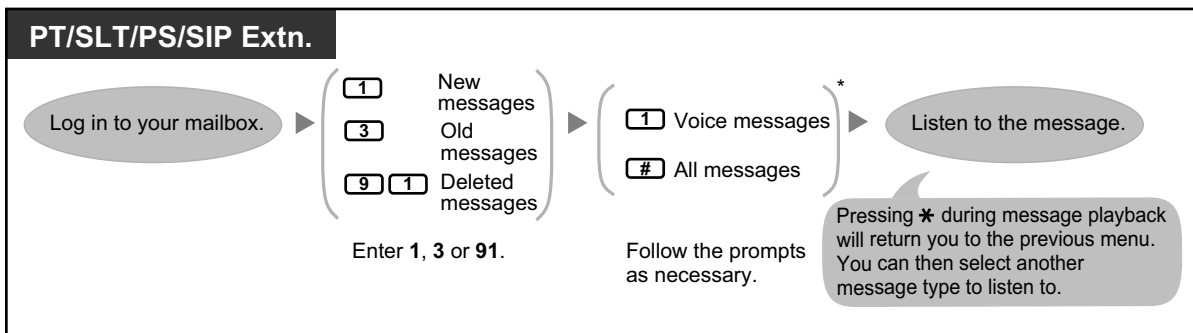 PT/SLT/PS/SIP Extn.
Log in to your mailbox.
1 New
messages
3 Old
messages
9 1 Deleted
messages
Enter 1, 3 or 91.
*
1 Voice messages
# All messages
Follow the prompts
as necessary.
Listen to the message.
Pressing * during message playback
will return you to the previous menu.
You can then select another
message type to listen to.